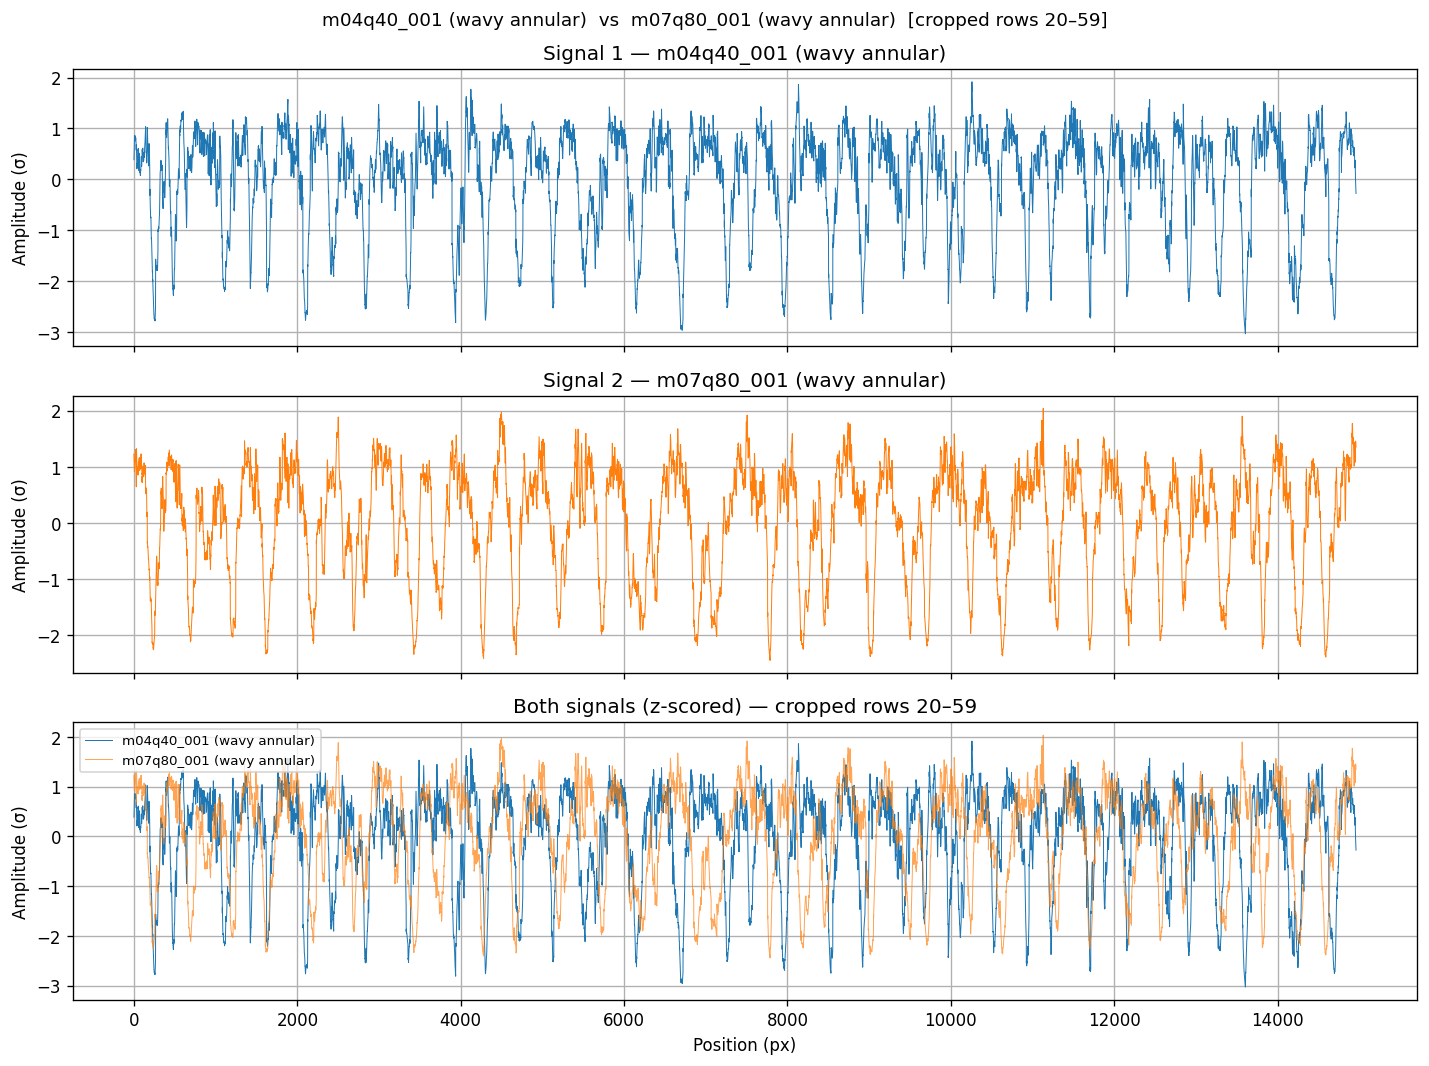 m04q40_001 (wavy annular)  vs  m07q80_001 (wavy annular)  [cropped rows 20–59]
Signal 1 — m04q40_001 (wavy annular)
Amplitude (σ)
2
1
0
−1
−2
−3
Signal 2 — m07q80_001 (wavy annular)
Amplitude (σ)
2
1
0
−1
−2
Both signals (z-scored) — cropped rows 20–59
m04q40_001 (wavy annular)
m07q80_001 (wavy annular)
Amplitude (σ)
2
1
0
−1
−2
−3
0 2000 4000 6000 8000 10000 12000 14000
Position (px)